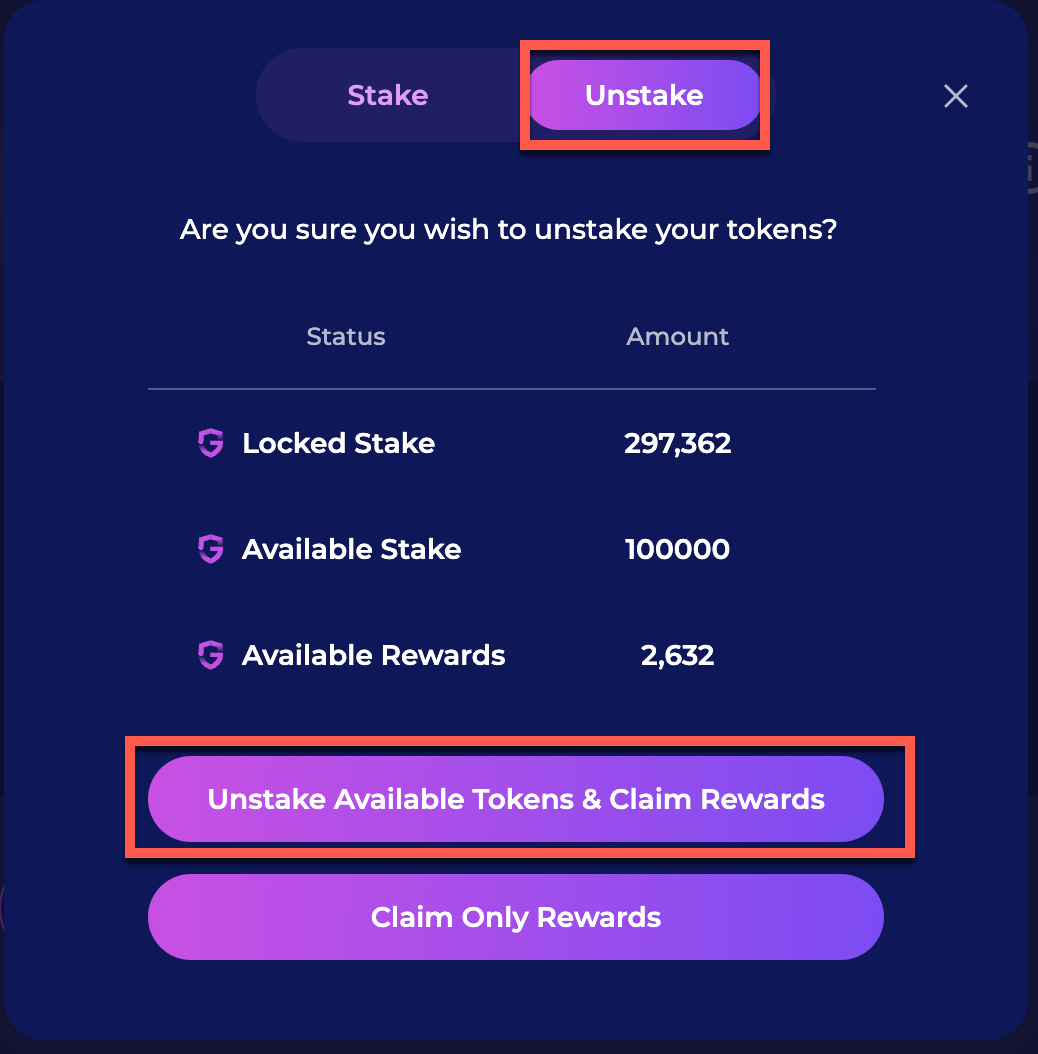 Stake Unstake
Are you sure you wish to unstake your tokens?
Status Amount
Locked Stake 297,362
Available Stake 100000
Available Rewards 2,632
Unstake Available Tokens & Claim Rewards
Claim Only Rewards